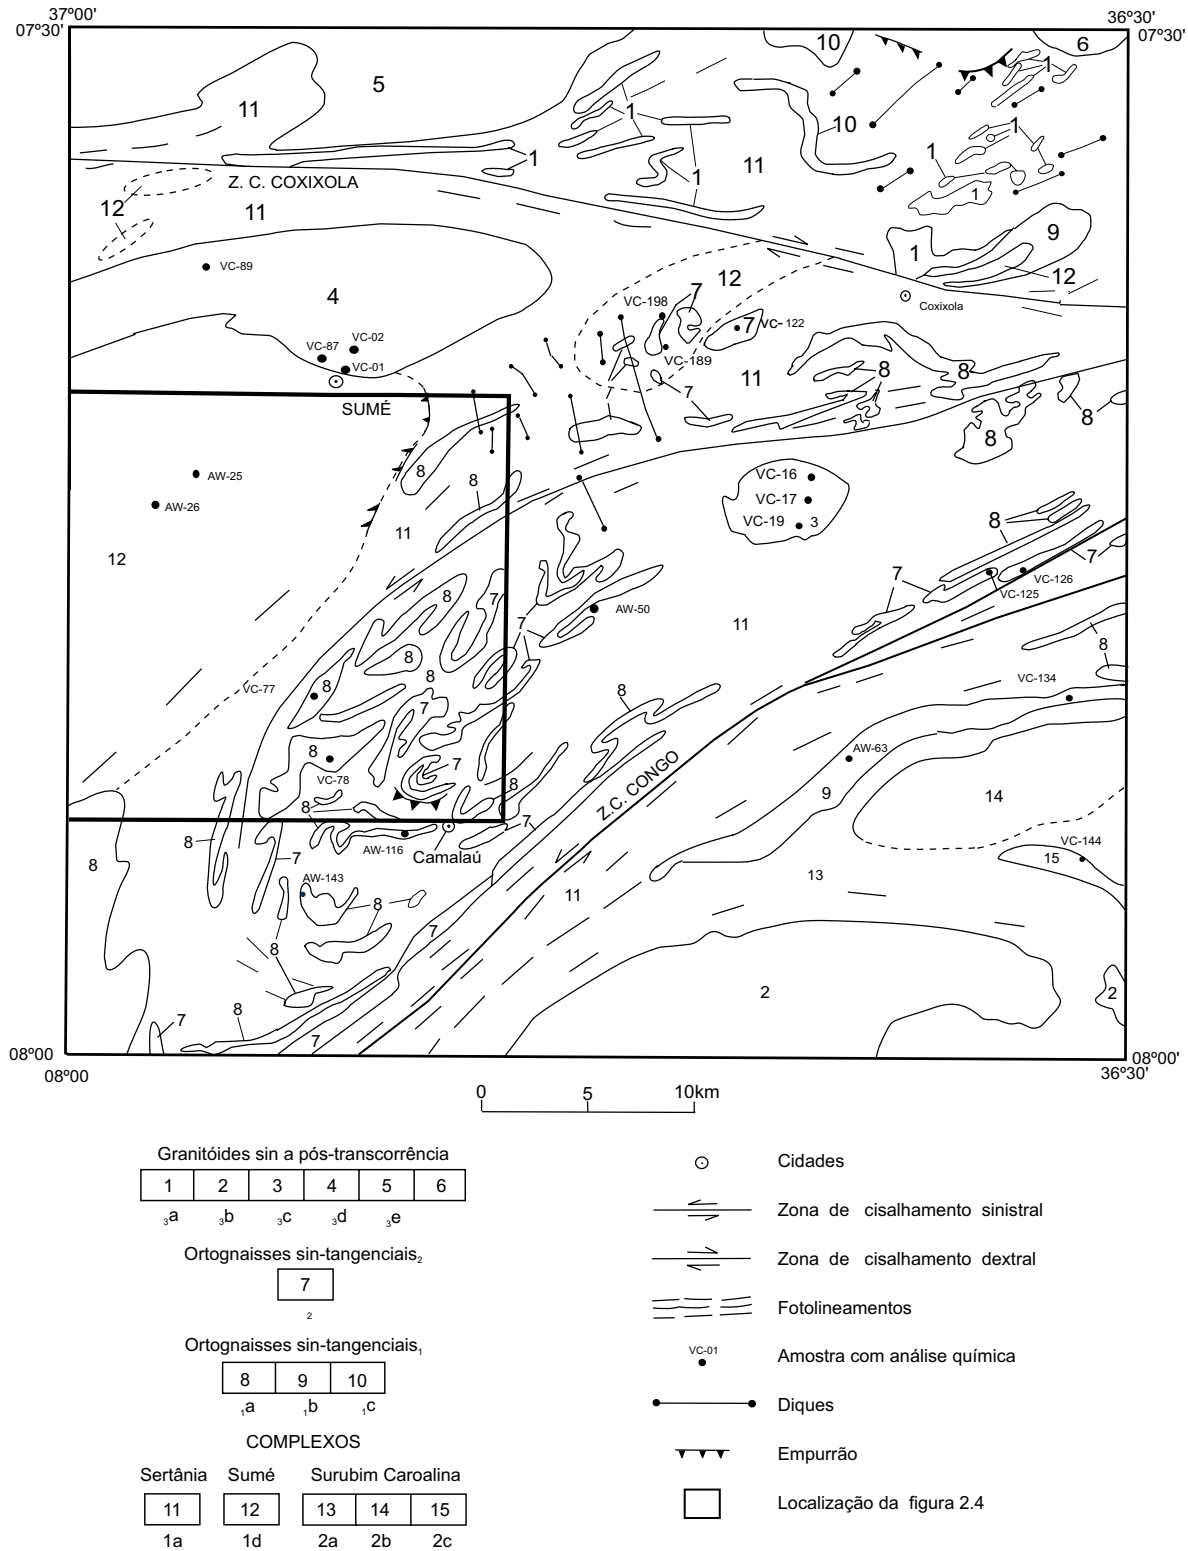 37º00' 36º30'
07º30' 07º30'
10 6
5 1
11 1 10 1
1 11 1
Z. C. COXIXOLA 1 1
12 11 9
1
12 12
VC-89
4 7 Coxixola
VC-198
7 VC- 122
VC-02
VC-87 VC-189
VC-01 11 8 8
7
SUMÉ 8
8
8 8 VC-16
AW-25
VC-17
AW-26 VC-19 3
11 8
12 7
7 VC-126
VC-125
8 7 AW-50
7 11
8 8
8
VC-77 8 8 VC-134
7
8 7 AW-63
VC-78 8 Z.C. CONGO 9 14
8
7
8 AW-116 Camalaú VC-144
8 7 15
AW-143 13
8 11
7
8
8 2 2
7 7
08º00 08º00'
08º00 36º30'
0 5 10km
Granitóides sin a pós-transcorrência
1 2 3 4 5 6
3a 3b 3c 3d 3e
Ortognaisses sin-tangenciais2
7
2
Ortognaisses sin-tangenciais1
8 9 10
1a 1b 1c
COMPLEXOS
Sertânia Sumé Surubim Caroalina
11 12 13 14 15
1a 1d 2a 2b 2c
Cidades
Zona de cisalhamento sinistral
Zona de cisalhamento dextral
Fotolineamentos
VC-01
Amostra com análise química
Diques
Empurrão
Localização da figura 2.4